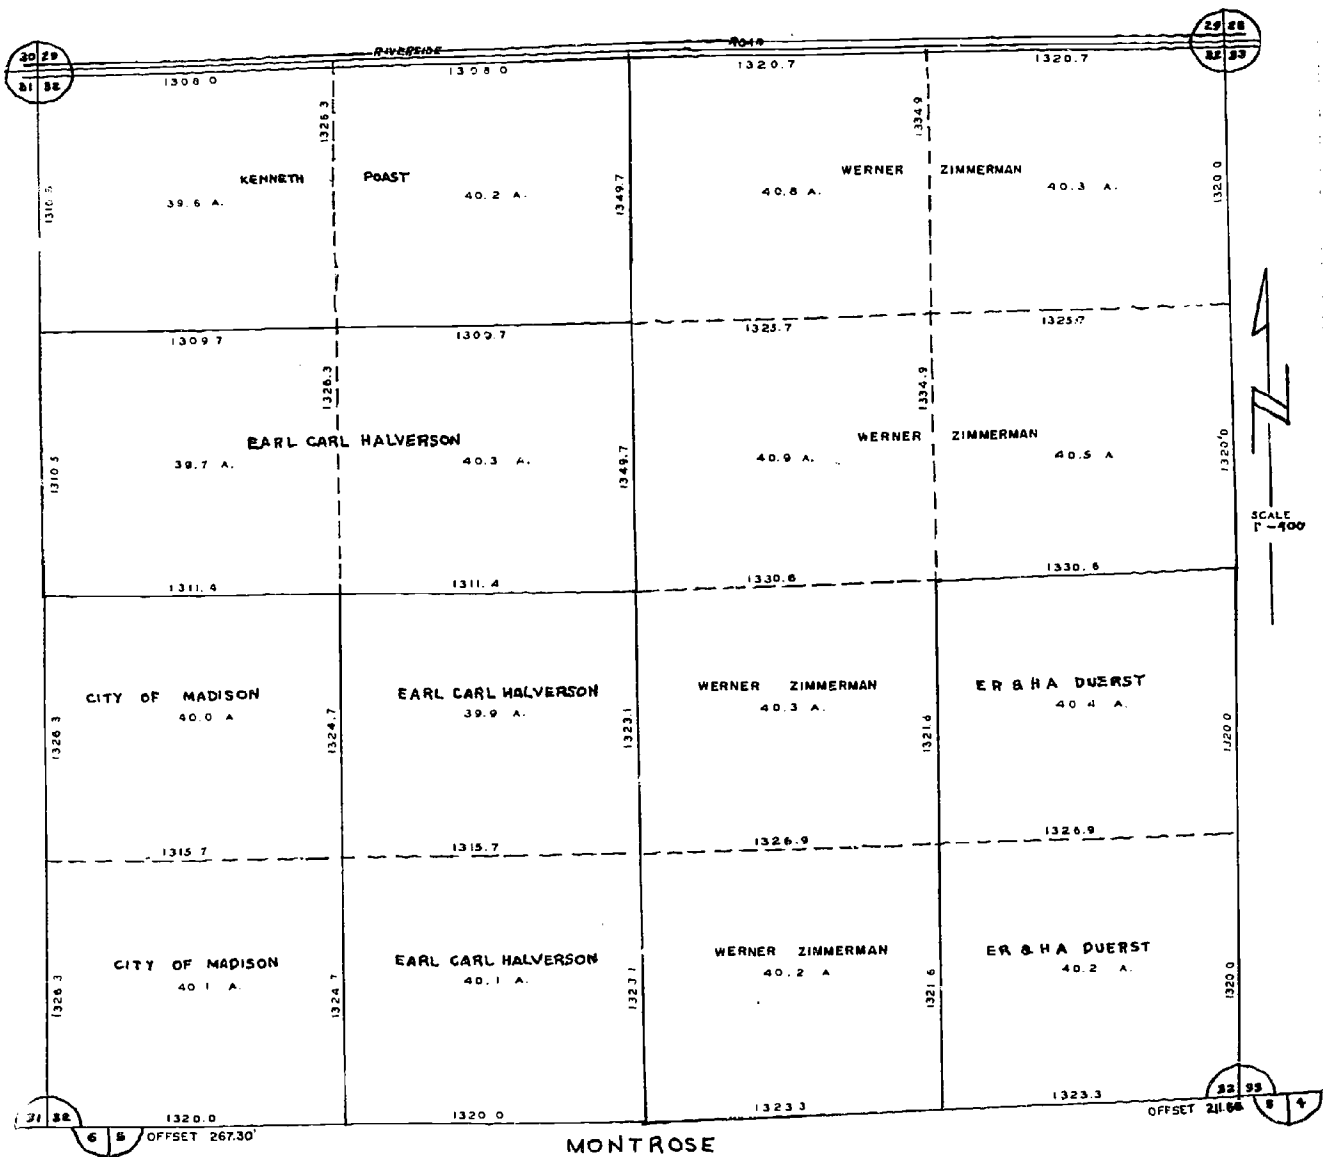 30 29
31 32
RIVERSIDE ROAD
29 28
32 33
1308.0
1308.0
1320.7
1320.7
1326.3
1334.9
1310.5
1349.7
1320.0
KENNETH POAST
39.6 A.
40.2 A.
WERNER ZIMMERMAN
40.8 A.
40.3 A.
1309.7
1309.7
1325.7
1325.7
1326.3
1334.9
1310.5
1349.7
1320.0
EARL CARL HALVERSON
39.7 A.
40.3 A.
WERNER ZIMMERMAN
40.9 A.
40.5 A
SCALE
1"-400'
1311.4
1311.4
1330.6
1330.6
CITY OF MADISON
40.0 A
EARL CARL HALVERSON
39.9 A.
WERNER ZIMMERMAN
40.3 A.
ER & HA DUERST
40.4 A.
1326.3
1324.7
1323.1
1321.6
1320.0
1315.7
1315.7
1326.9
1326.9
CITY OF MADISON
40.1 A.
EARL CARL HALVERSON
40.1 A.
WERNER ZIMMERMAN
40.2 A
ER & HA DUERST
40.2 A.
1326.3
1324.7
1323.1
1321.6
1320.0
31 32
6 5
OFFSET 267.30'
1320.0
1320.0
1323.3
1323.3
OFFSET
32 33
5 4
MONTROSE